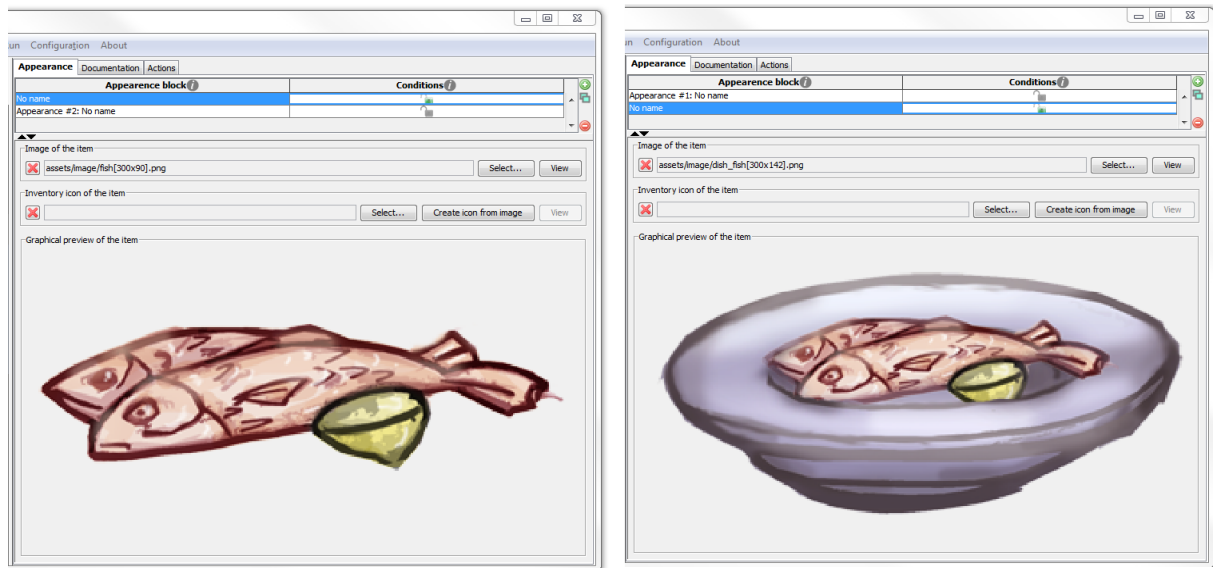 un Configuration About
Appearance Documentation Actions
Appearence block Conditions
No name
Appearance #2: No name
Image of the item
assets/image/fish[300x90].png Select... View
Inventory icon of the item
Select... Create icon from image View
Graphical preview of the item
in Configuration About
Appearance Documentation Actions
Appearence block Conditions
Appearance #1: No name
No name
Image of the item
assets/image/dish_fish[300x142].png Select... View
Inventory icon of the item
Select... Create icon from image View
Graphical preview of the item